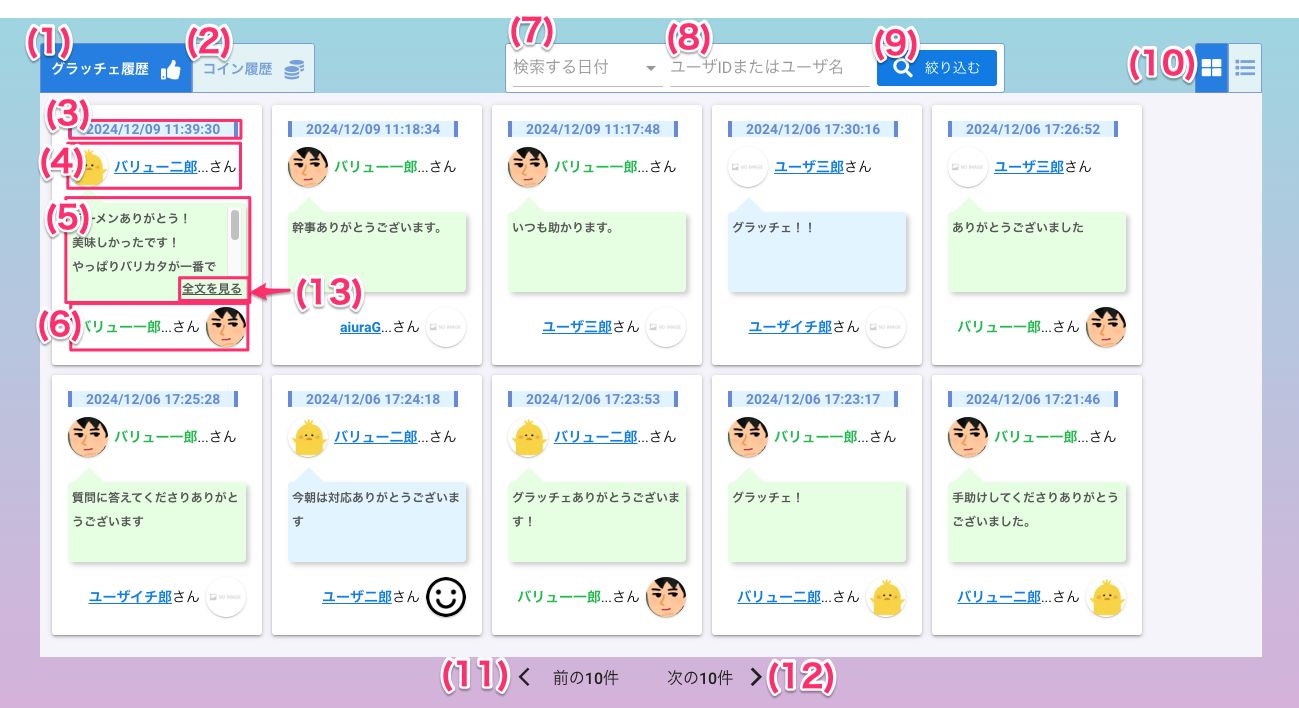 (1)
グラッチェ履歴
(2)
コイン履歴
(7)
検索する日付
(8)
ユーザIDまたはユーザ名
(9)
絞り込む
(10)
(3)
2024/12/09 11:39:30
(4)
バリュー二郎...さん
(5)
ーメンありがとう！
美味しかったです！
やっぱりバリカタが一番で
全文を見る
(13)
(6)
バリュー一郎...さん
2024/12/09 11:18:34
バリュー一郎...さん
幹事ありがとうございます。
aiuraG...さん
NO IMAGE
2024/12/09 11:17:48
バリュー一郎...さん
いつも助かります。
ユーザ三郎さん
NO IMAGE
2024/12/06 17:30:16
NO IMAGE
ユーザ三郎さん
グラッチェ！！
ユーザイチ郎さん
NO IMAGE
2024/12/06 17:26:52
NO IMAGE
ユーザ三郎さん
ありがとうございました
バリュー一郎...さん
2024/12/06 17:25:28
バリュー一郎...さん
質問に答えてくださりありがと
うございます
ユーザイチ郎さん
NO IMAGE
2024/12/06 17:24:18
バリュー二郎...さん
今朝は対応ありがとうございま
す
ユーザ二郎さん
2024/12/06 17:23:53
バリュー二郎...さん
グラッチェありがとうございま
す！
バリュー一郎...さん
2024/12/06 17:23:17
バリュー一郎...さん
グラッチェ！
バリュー二郎...さん
2024/12/06 17:21:46
バリュー一郎...さん
手助けしてくださりありがとう
ございました。
バリュー二郎...さん
(11)
前の10件
次の10件
(12)